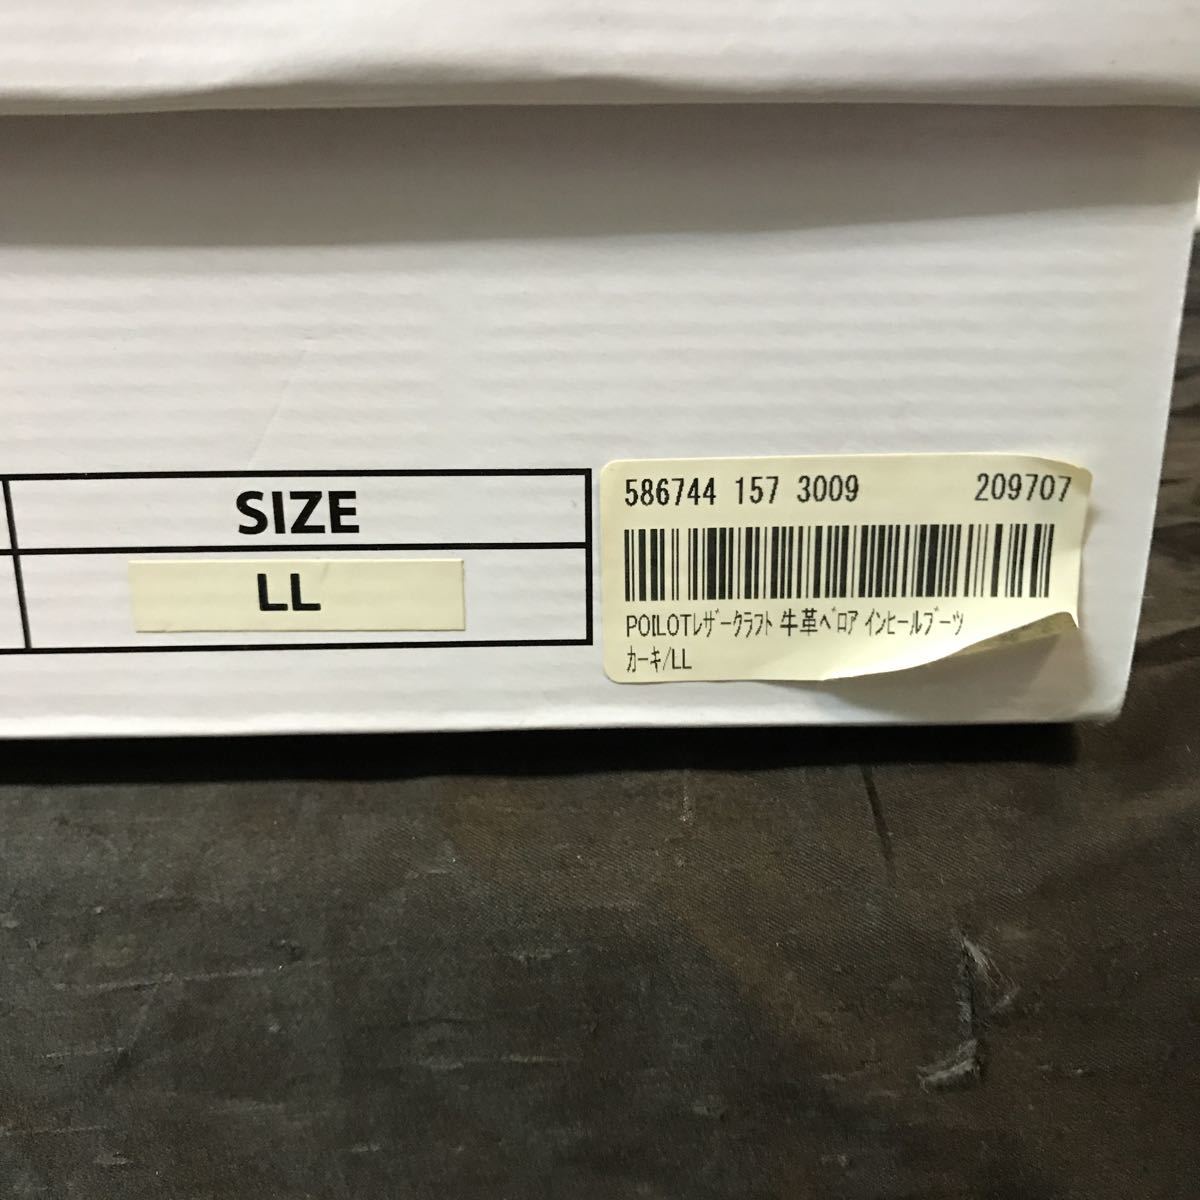 SIZE
LL
586744 157 3009 209707
POILOTﾚｻﾞｰｸﾗﾌﾄ 牛革ﾍﾞﾛｱ ｲﾝﾋｰﾙﾌﾞｰﾂ
ｶｰｷ/LL